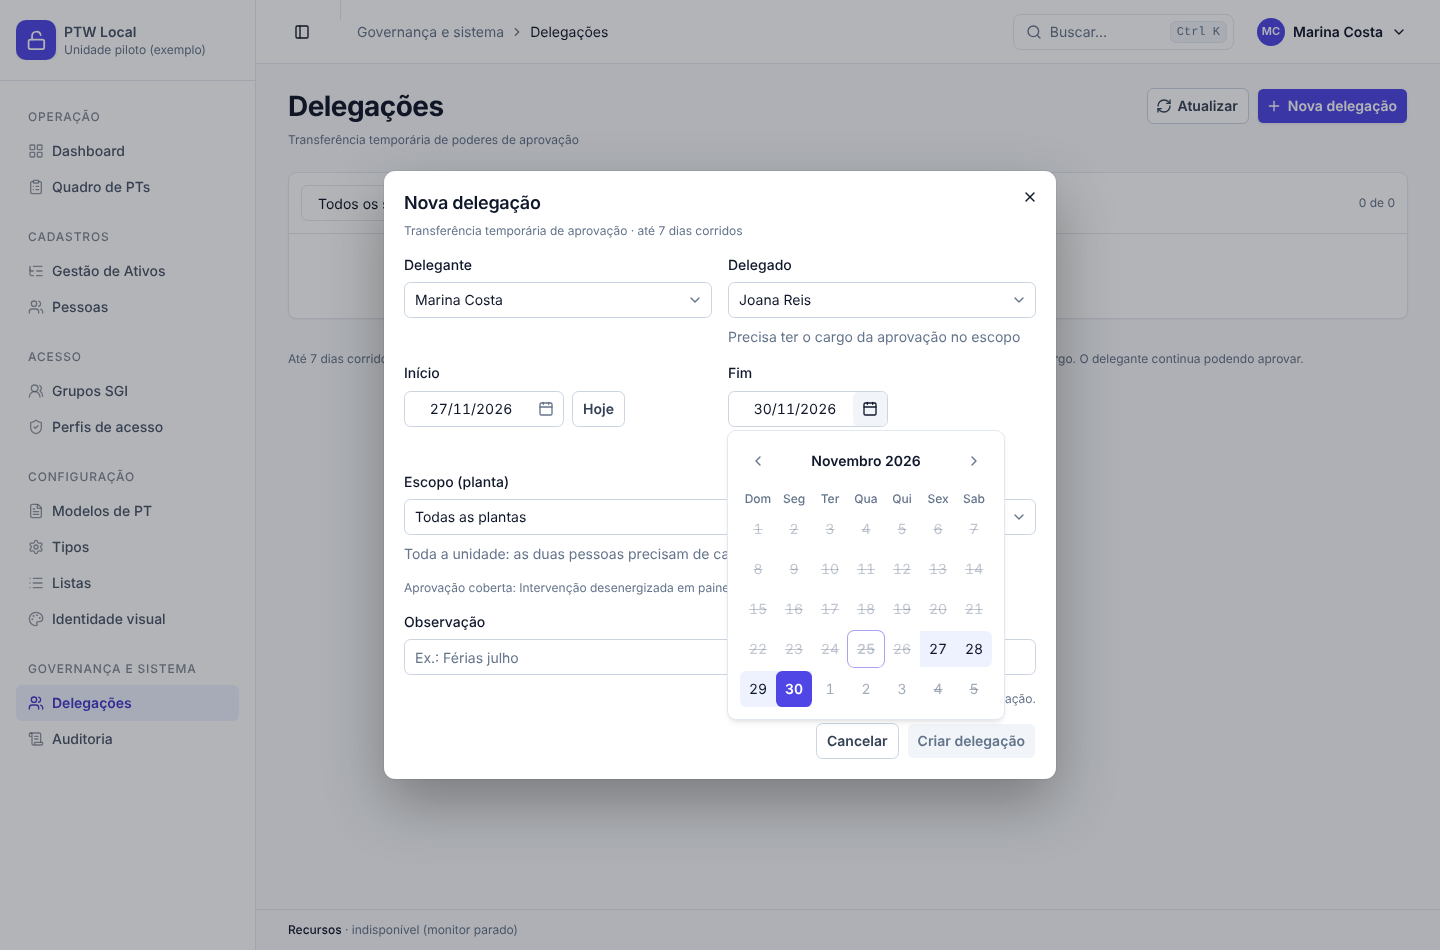 PTW Local
Unidade piloto (exemplo)
Governança e sistema > Delegações
Buscar...
Ctrl K
MC
Marina Costa
OPERAÇÃO
Dashboard
Quadro de PTs
CADASTROS
Gestão de Ativos
Pessoas
ACESSO
Grupos SGI
Perfis de acesso
CONFIGURAÇÃO
Modelos de PT
Tipos
Listas
Identidade visual
GOVERNANÇA E SISTEMA
Delegações
Auditoria
Delegações
Transferência temporária de poderes de aprovação
Atualizar
Nova delegação
Todos os
0 de 0
Até 7 dias
O delegante continua podendo aprovar.
Nova delegação
Transferência temporária de aprovação · até 7 dias corridos
Delegante
Marina Costa
Delegado
Joana Reis
Precisa ter o cargo da aprovação no escopo
Início
27/11/2026
Hoje
Fim
30/11/2026
Novembro 2026
Dom Seg Ter Qua Qui Sex Sab
1 2 3 4 5 6 7
8 9 10 11 12 13 14
15 16 17 18 19 20 21
22 23 24 25 26 27 28
29 30 1 2 3 4 5
Escopo (planta)
Todas as plantas
Toda a unidade: as duas pessoas precisam de
Aprovação coberta: Intervenção desenergizada em
Observação
Ex.: Férias julho
Cancelar
Criar delegação
Recursos · indisponível (monitor parado)